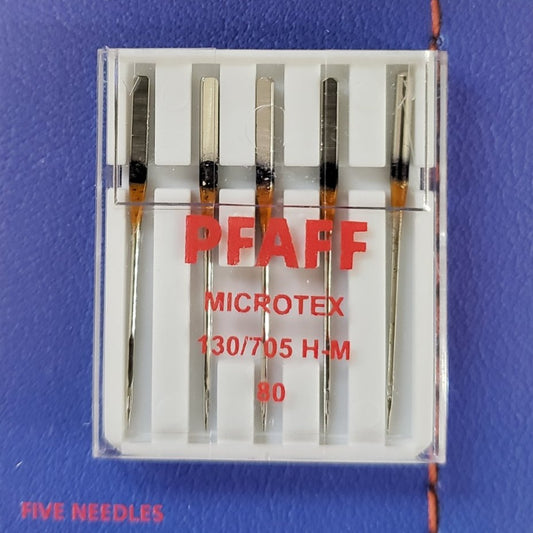 PFAFF
MICROTEX
130/705 H-M
80
FIVE NEEDLES